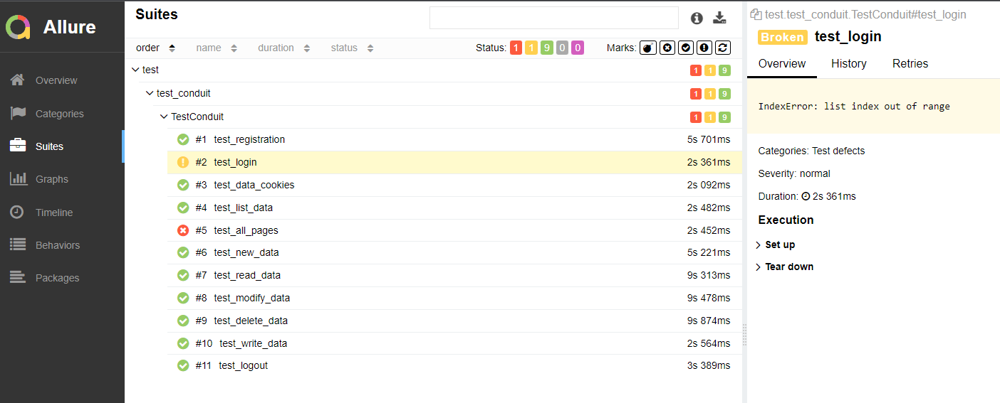 Allure
Overview
Categories
Suites
Graphs
Timeline
Behaviors
Packages
Suites
order name duration status Status: 1 1 9 0 0 Marks:
test 1 1 9
test_conduit 1 1 9
TestConduit 1 1 9
#1 test_registration 5s 701ms
#2 test_login 2s 361ms
#3 test_data_cookies 2s 092ms
#4 test_list_data 2s 482ms
#5 test_all_pages 2s 452ms
#6 test_new_data 5s 221ms
#7 test_read_data 9s 313ms
#8 test_modify_data 9s 478ms
#9 test_delete_data 9s 874ms
#10 test_write_data 2s 564ms
#11 test_logout 3s 389ms
test.test_conduit.TestConduit#test_login
Broken test_login
Overview History Retries
IndexError: list index out of range
Categories: Test defects
Severity: normal
Duration: 2s 361ms
Execution
Set up
Tear down